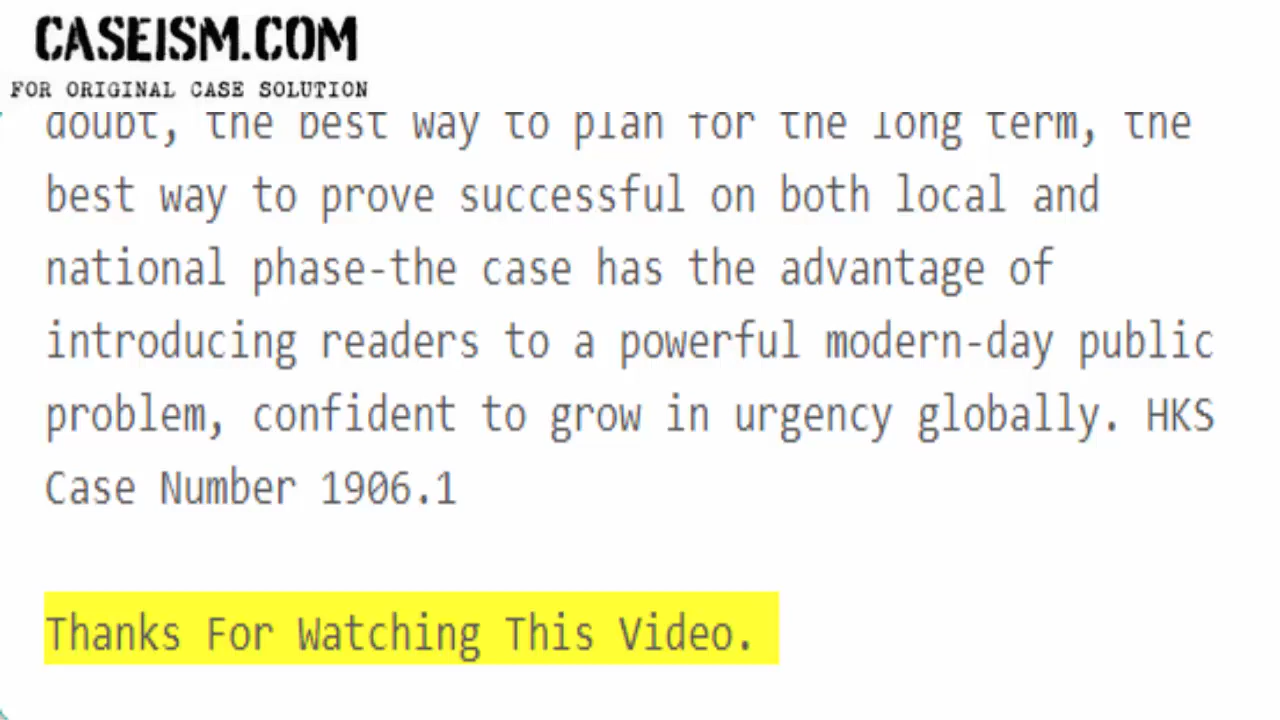 CASEISM.COM
FOR ORIGINAL CASE SOLUTION
doubt, the best way to plan for the long term, the
best way to prove successful on both local and
national phase-the case has the advantage of
introducing readers to a powerful modern-day public
problem, confident to grow in urgency globally. HKS
Case Number 1906.1
Thanks For Watching This Video.